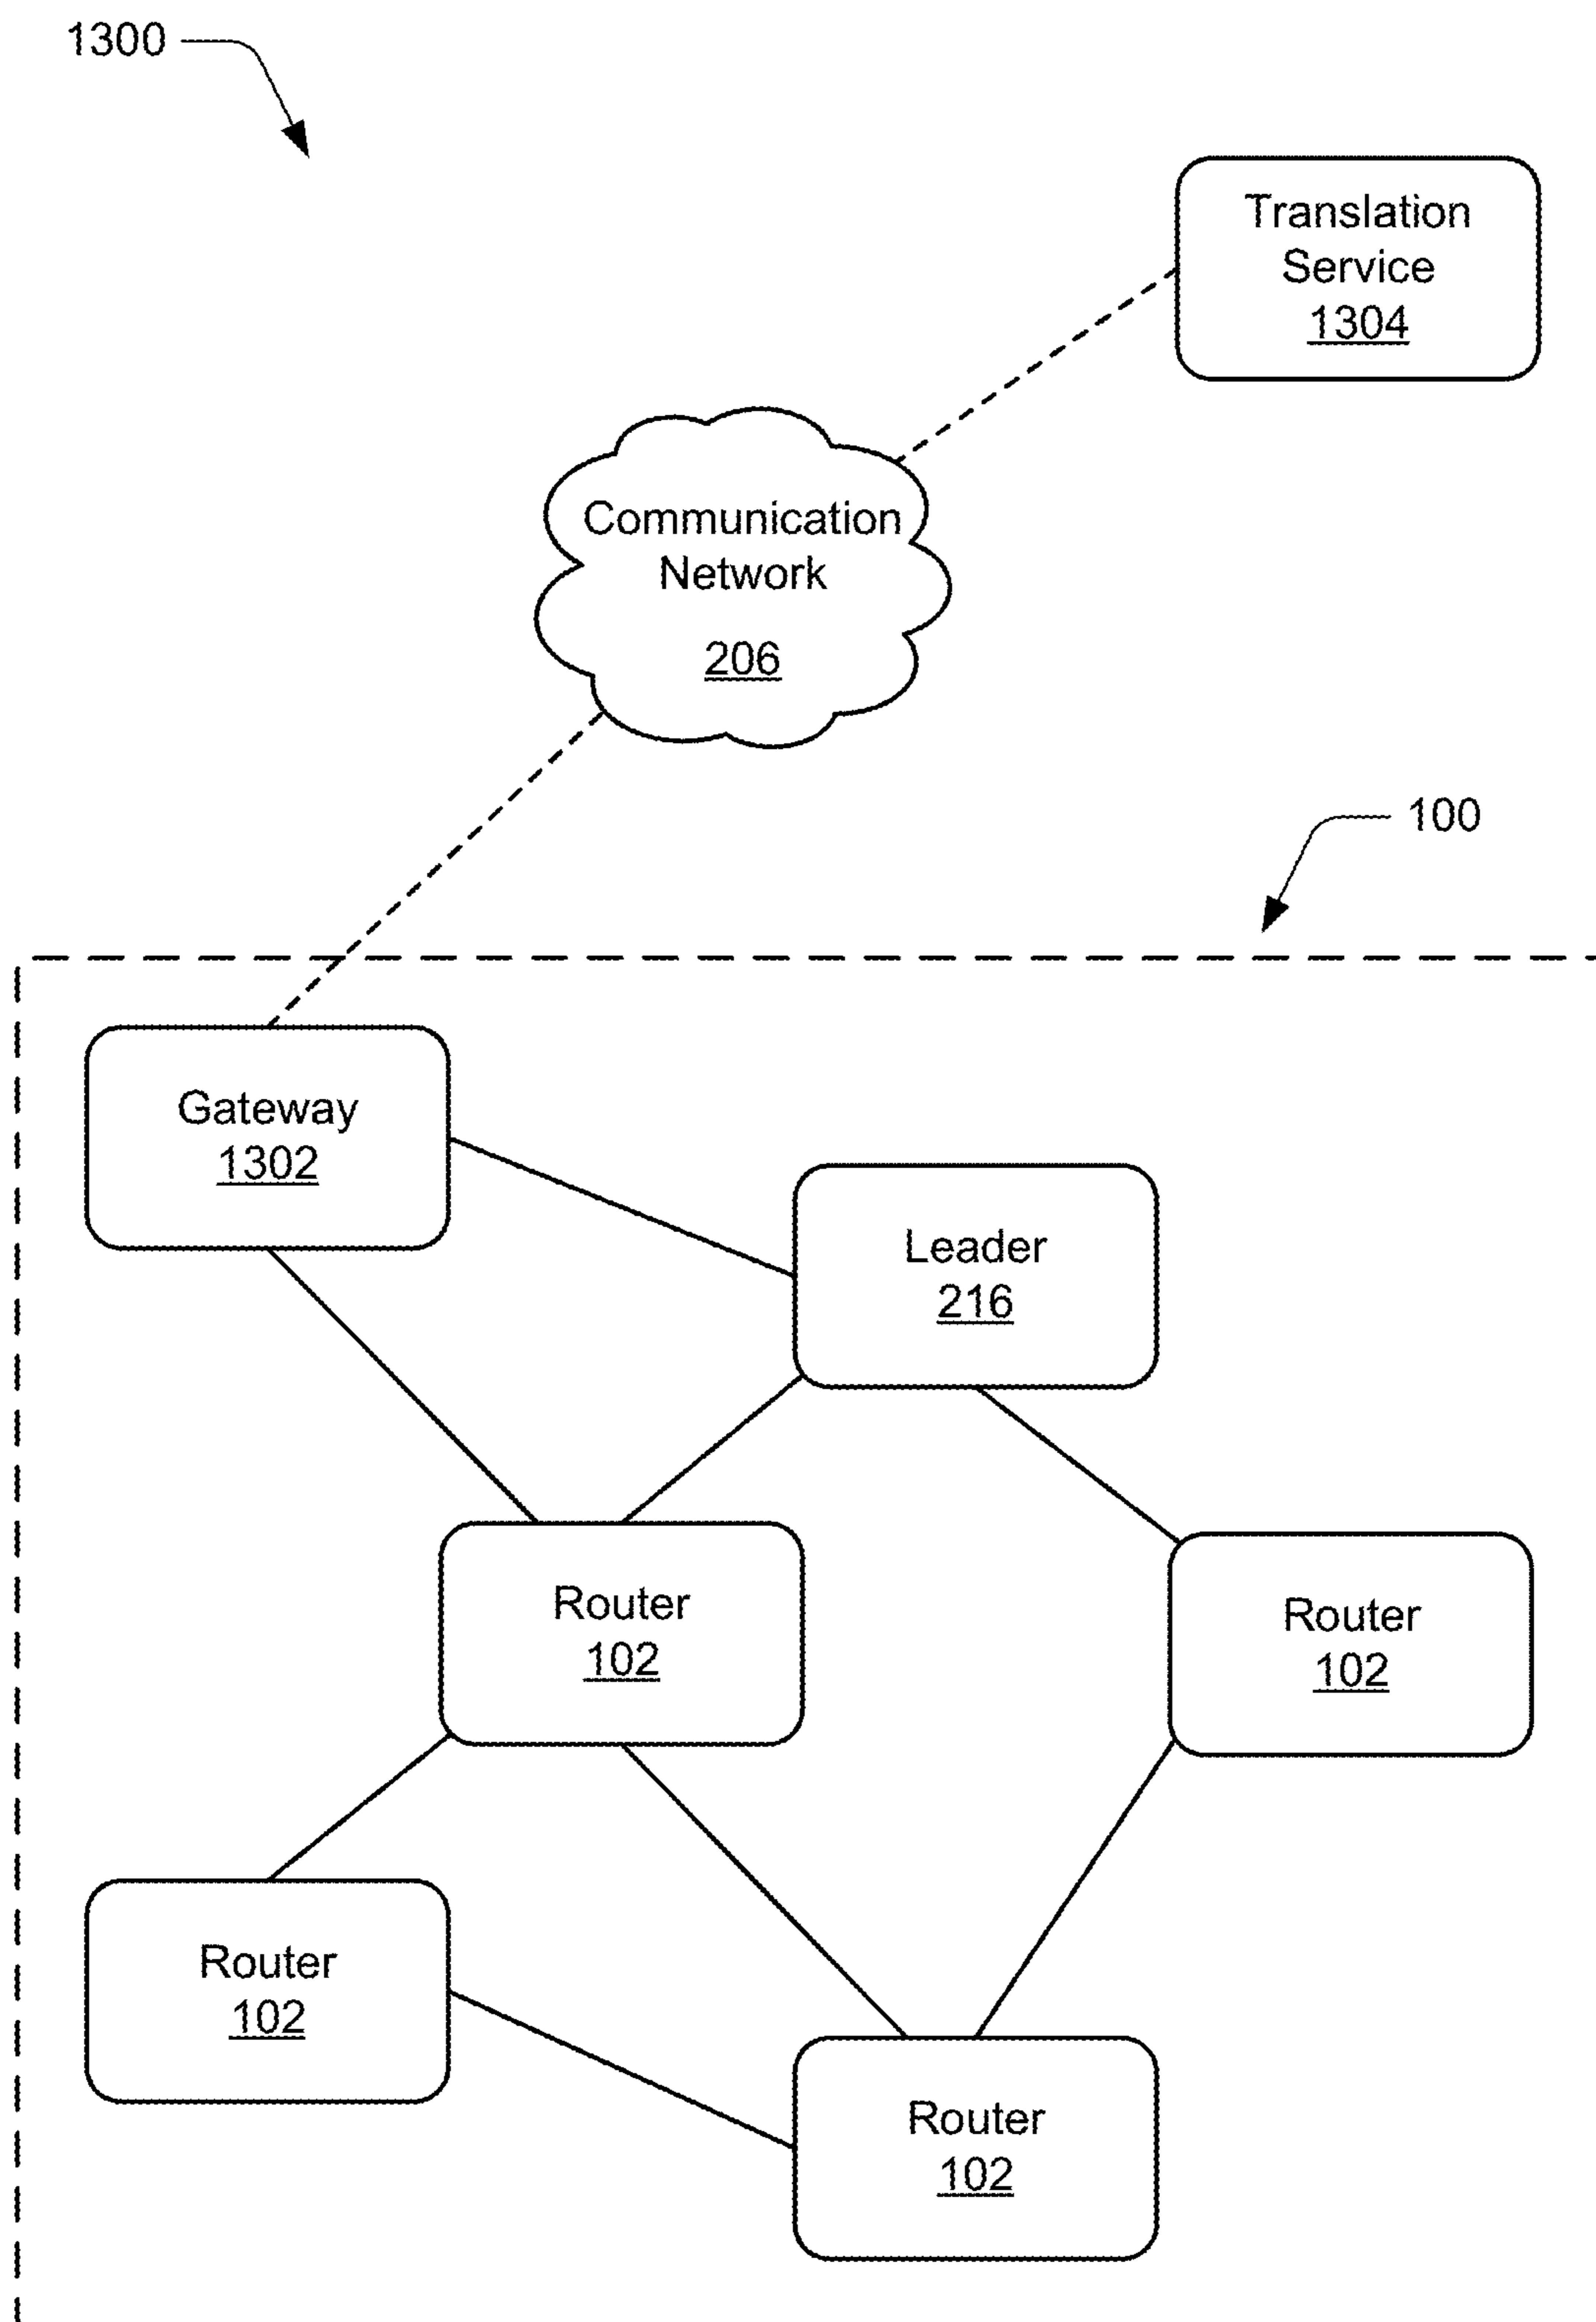 1300
Translation
Service
1304
Communication
Network
206
100
Gateway
1302
Leader
216
Router
102
Router
102
Router
102
Router
102